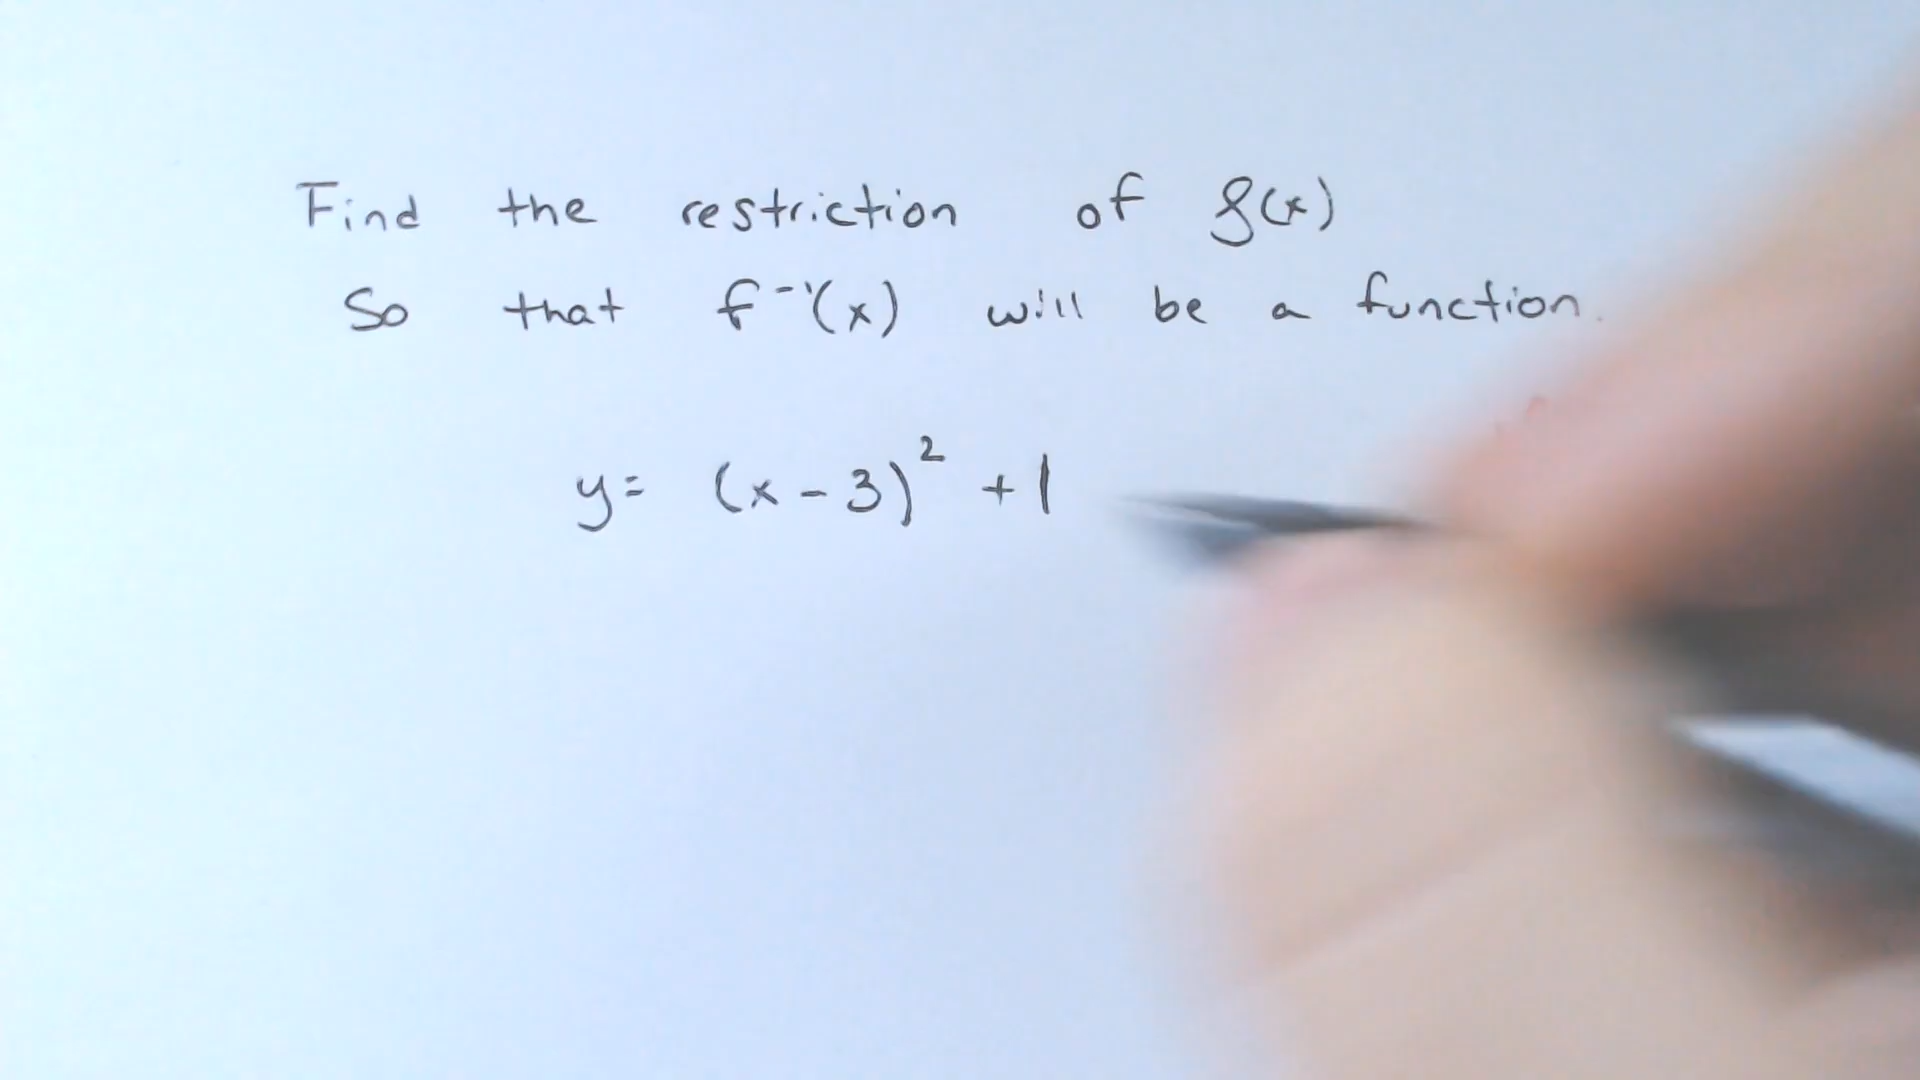 Find the restriction of f(x)
So that f⁻¹(x) will be a function.
y= (x-3)² +1